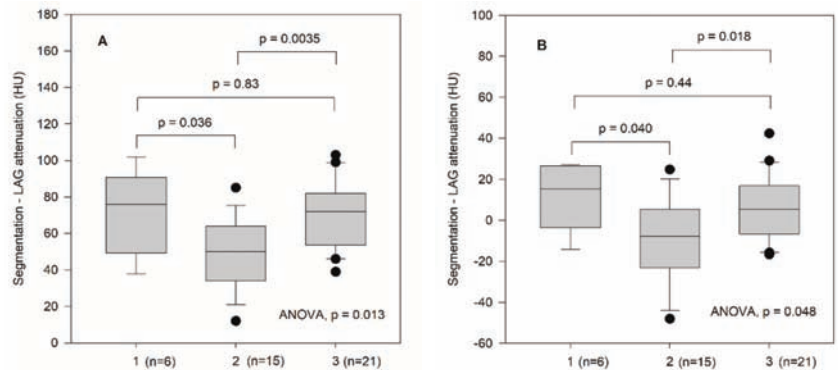 A
Segmentation - LAG attenuation (HU)
180
160
140
120
100
80
60
40
20
0
p = 0.0035
p = 0.83
p = 0.036
ANOVA, p = 0.013
1 (n=6)
2 (n=15)
3 (n=21)
B
Segmentation - LAG attenuation (HU)
100
80
60
40
20
0
-20
-40
-60
p = 0.018
p = 0.44
p = 0.040
ANOVA, p = 0.048
1 (n=6)
2 (n=15)
3 (n=21)